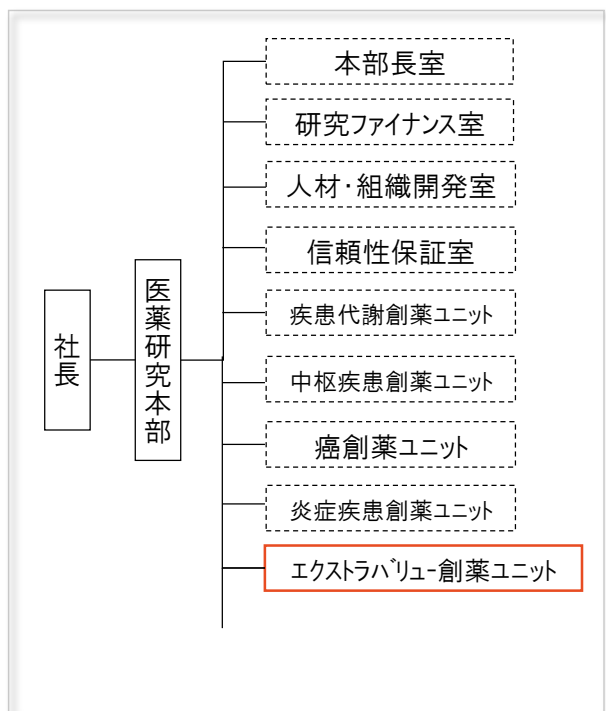 社長
医薬研究本部
本部長室
研究ファイナンス室
人材・組織開発室
信頼性保証室
疾患代謝創薬ユニット
中枢疾患創薬ユニット
癌創薬ユニット
炎症疾患創薬ユニット
エクストラバリュー創薬ユニット